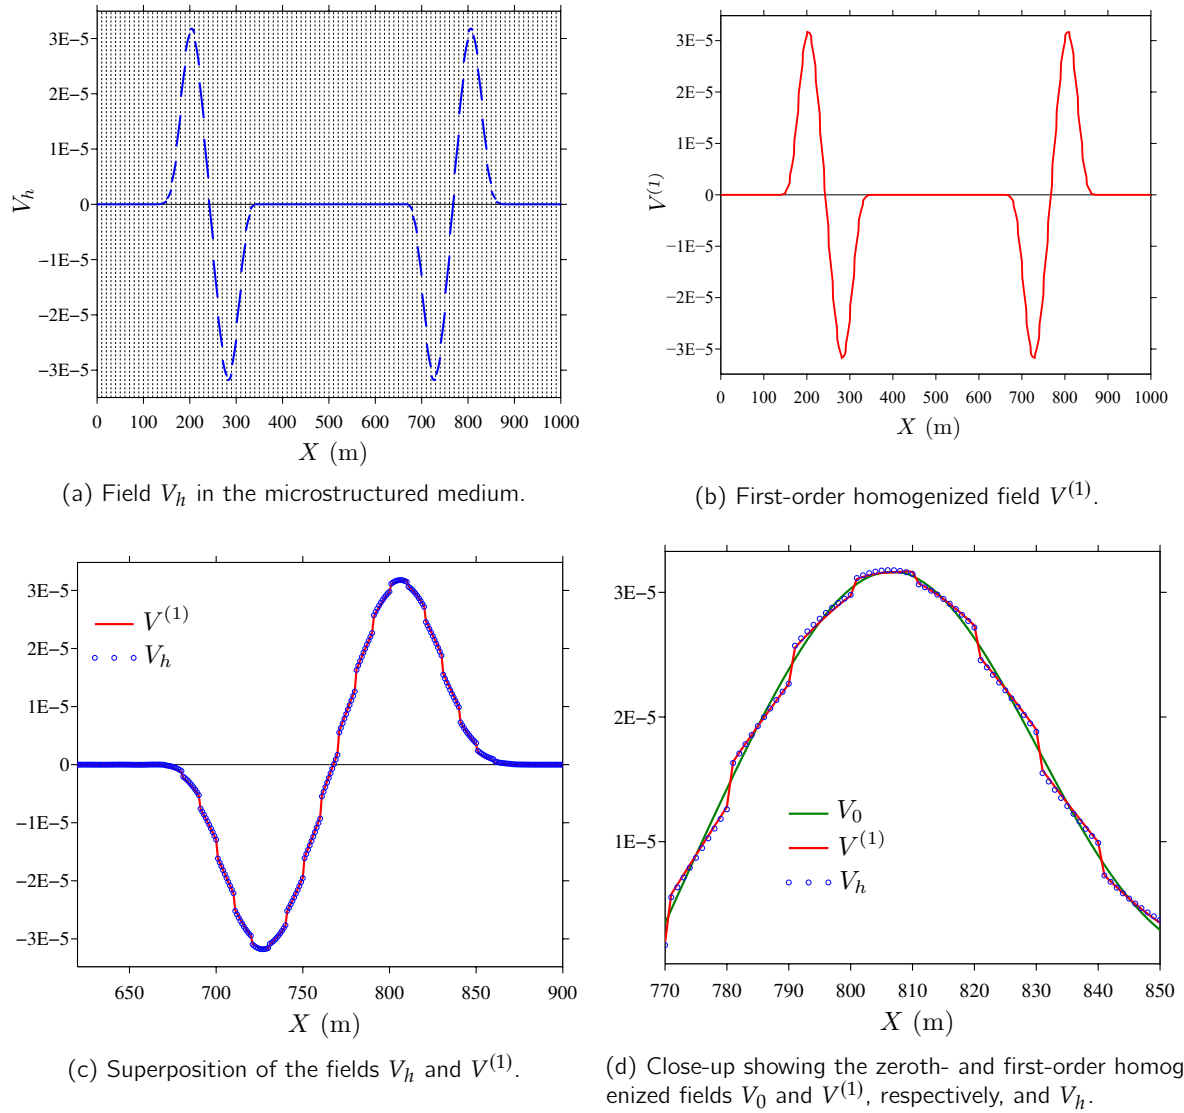 3E-5
2E-5
1E-5
0
−1E-5
−2E-5
−3E-5
V_h
0 100 200 300 400 500 600 700 800 900 1000
X (m)
(a) Field V_h in the microstructured medium.
3E-5
2E-5
1E-5
0
−1E-5
−2E-5
−3E-5
V^(1)
0 100 200 300 400 500 600 700 800 900 1000
X (m)
(b) First-order homogenized field V^(1).
3E-5
2E-5
1E-5
0
-1E-5
-2E-5
-3E-5
V^(1)
V_h
650 700 750 800 850 900
X (m)
(c) Superposition of the fields V_h and V^(1).
3E-5
2E-5
1E-5
V_0
V^(1)
V_h
770 780 790 800 810 820 830 840 850
X (m)
(d) Close-up showing the zeroth- and first-order homog
enized fields V_0 and V^(1), respectively, and V_h.